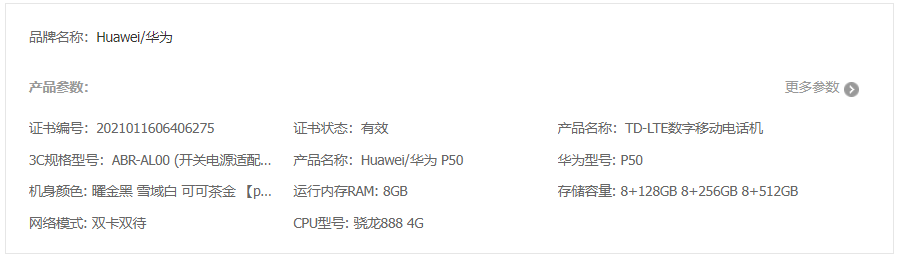 品牌名称：Huawei/华为
产品参数：
更多参数
证书编号：2021011606406275 证书状态：有效 产品名称：TD-LTE数字移动电话机
3C规格型号：ABR-AL00 (开关电源适配... 产品名称：Huawei/华为 P50 华为型号: P50
机身颜色: 曜金黑 雪域白 可可茶金 【p... 运行内存RAM: 8GB 存储容量: 8+128GB 8+256GB 8+512GB
网络模式: 双卡双待 CPU型号: 骁龙888 4G